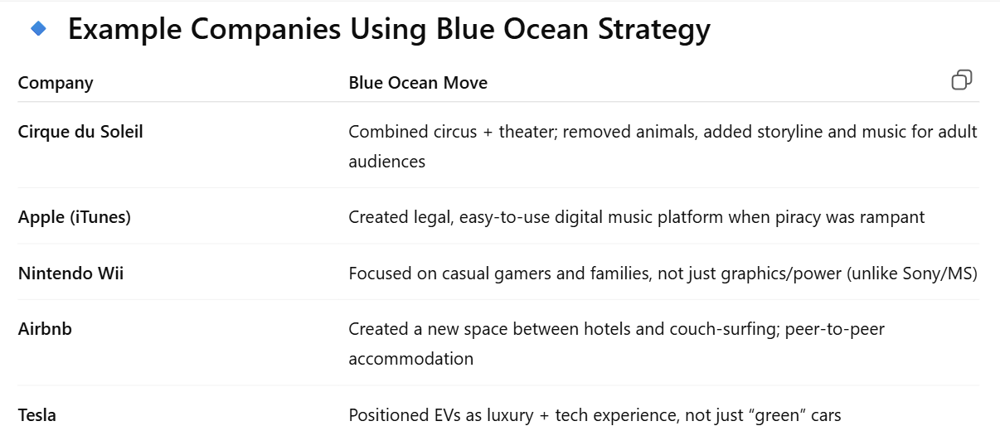 Example Companies Using Blue Ocean Strategy
Company
Blue Ocean Move
Cirque du Soleil
Combined circus + theater; removed animals, added storyline and music for adult
audiences
Apple (iTunes)
Created legal, easy-to-use digital music platform when piracy was rampant
Nintendo Wii
Focused on casual gamers and families, not just graphics/power (unlike Sony/MS)
Airbnb
Created a new space between hotels and couch-surfing; peer-to-peer
accommodation
Tesla
Positioned EVs as luxury + tech experience, not just “green” cars